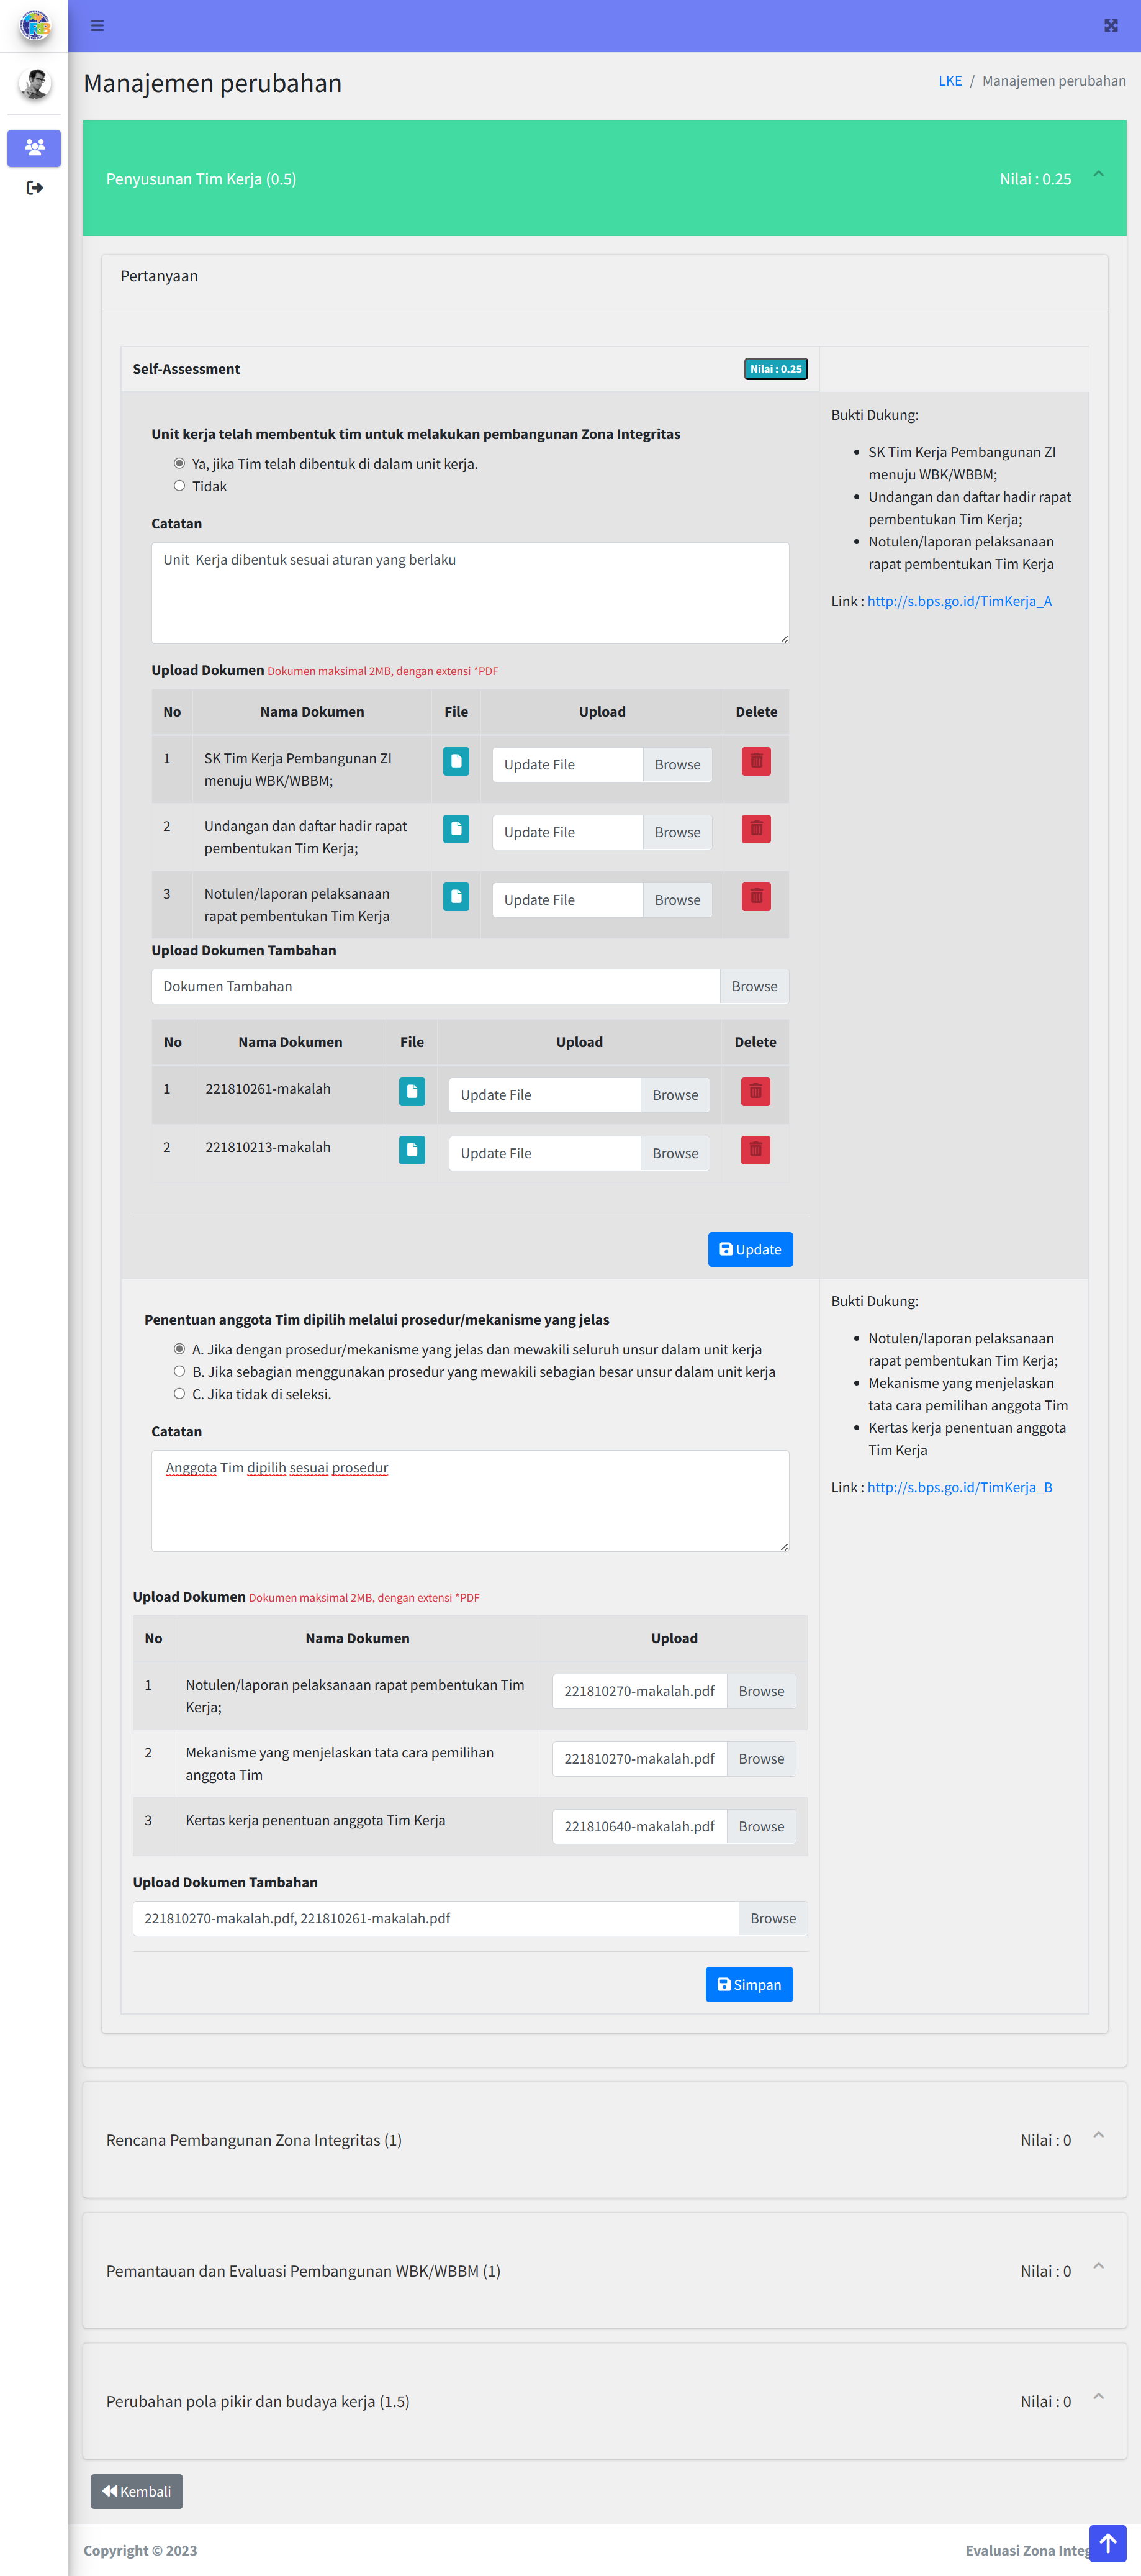 Manajemen perubahan
LKE / Manajemen perubahan
Penyusunan Tim Kerja (0.5)
Nilai : 0.25
Pertanyaan
Self-Assessment
Nilai : 0.25
Unit kerja telah membentuk tim untuk melakukan pembangunan Zona Integritas
Ya, jika Tim telah dibentuk di dalam unit kerja.
Tidak
Catatan
Unit Kerja dibentuk sesuai aturan yang berlaku
Upload Dokumen Dokumen maksimal 2MB, dengan extensi *PDF
No Nama Dokumen File Upload Delete
1 SK Tim Kerja Pembangunan ZI
menuju WBK/WBBM;
Update File Browse
2 Undangan dan daftar hadir rapat
pembentukan Tim Kerja;
Update File Browse
3 Notulen/laporan pelaksanaan
rapat pembentukan Tim Kerja
Update File Browse
Upload Dokumen Tambahan
Dokumen Tambahan Browse
No Nama Dokumen File Upload Delete
1 221810261-makalah Update File Browse
2 221810213-makalah Update File Browse
Update
Bukti Dukung:
SK Tim Kerja Pembangunan ZI
menuju WBK/WBBM;
Undangan dan daftar hadir rapat
pembentukan Tim Kerja;
Notulen/laporan pelaksanaan
rapat pembentukan Tim Kerja
Link : http://s.bps.go.id/TimKerja_A
Penentuan anggota Tim dipilih melalui prosedur/mekanisme yang jelas
A. Jika dengan prosedur/mekanisme yang jelas dan mewakili seluruh unsur dalam unit kerja
B. Jika sebagian menggunakan prosedur yang mewakili sebagian besar unsur dalam unit kerja
C. Jika tidak di seleksi.
Catatan
Anggota Tim dipilih sesuai prosedur
Upload Dokumen Dokumen maksimal 2MB, dengan extensi *PDF
No Nama Dokumen Upload
1 Notulen/laporan pelaksanaan rapat pembentukan Tim
Kerja;
221810270-makalah.pdf Browse
2 Mekanisme yang menjelaskan tata cara pemilihan
anggota Tim
221810270-makalah.pdf Browse
3 Kertas kerja penentuan anggota Tim Kerja
221810640-makalah.pdf Browse
Upload Dokumen Tambahan
221810270-makalah.pdf, 221810261-makalah.pdf Browse
Simpan
Bukti Dukung:
Notulen/laporan pelaksanaan
rapat pembentukan Tim Kerja;
Mekanisme yang menjelaskan
tata cara pemilihan anggota Tim
Kertas kerja penentuan anggota
Tim Kerja
Link : http://s.bps.go.id/TimKerja_B
Rencana Pembangunan Zona Integritas (1)
Nilai : 0
Pemantauan dan Evaluasi Pembangunan WBK/WBBM (1)
Nilai : 0
Perubahan pola pikir dan budaya kerja (1.5)
Nilai : 0
Kembali
Copyright © 2023
Evaluasi Zona Integ